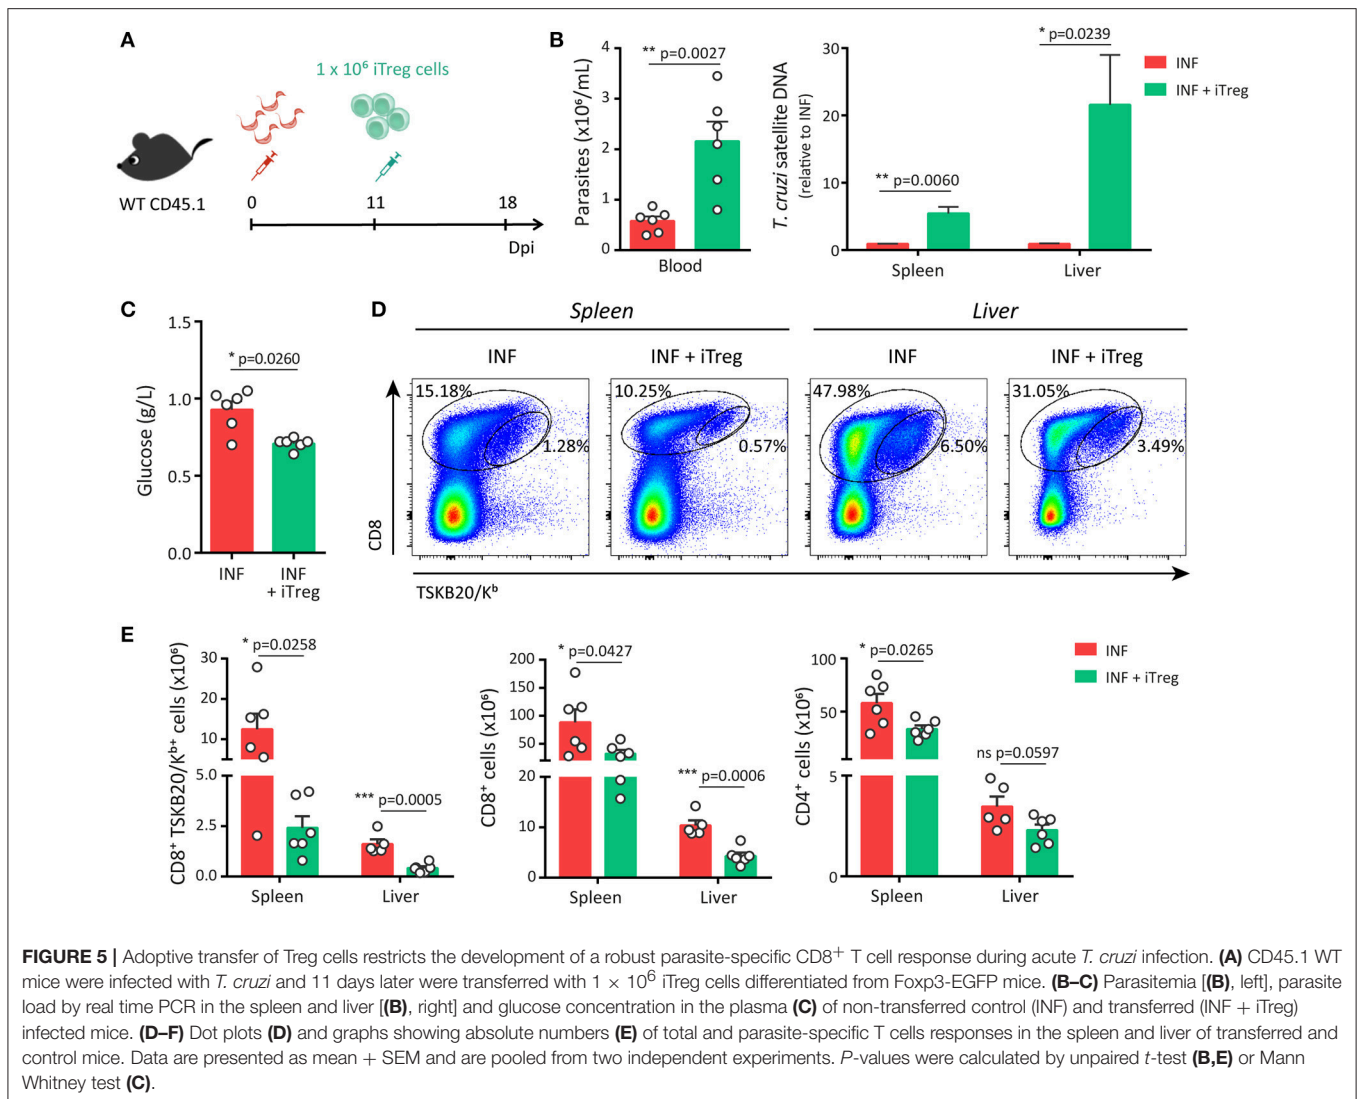 A
1 x 10⁶ iTreg cells
WT CD45.1
0
11
18
Dpi
B
Parasites (x10⁶/mL)
4
3
2
1
0
** p=0.0027
Blood
T. cruzi satellite DNA
(relative to INF)
30
20
10
0
** p=0.0060
* p=0.0239
Spleen
Liver
INF
INF + iTreg
C
Glucose (g/L)
1.5
1.0
0.5
0.0
* p=0.0260
INF
INF
+ iTreg
D
Spleen
Liver
INF
INF + iTreg
INF
INF + iTreg
15.18%
1.28%
10.25%
0.57%
47.98%
6.50%
31.05%
3.49%
CD8
TSKB20/Kᵇ
E
CD8⁺ TSKB20/Kᵇ⁺ cells (x10⁶)
30
20
10
5.0
2.5
0.0
* p=0.0258
*** p=0.0005
Spleen
Liver
CD8⁺ cells (x10⁶)
200
150
100
50
20
10
0
* p=0.0427
*** p=0.0006
Spleen
Liver
CD4⁺ cells (x10⁶)
100
50
5
0
* p=0.0265
ns p=0.0597
Spleen
Liver
INF
INF + iTreg
FIGURE 5 | Adoptive transfer of Treg cells restricts the development of a robust parasite-specific CD8⁺ T cell response during acute T. cruzi infection. (A) CD45.1 WT
mice were infected with T. cruzi and 11 days later were transferred with 1 × 10⁶ iTreg cells differentiated from Foxp3-EGFP mice. (B–C) Parasitemia [(B), left], parasite
load by real time PCR in the spleen and liver [(B), right] and glucose concentration in the plasma (C) of non-transferred control (INF) and transferred (INF + iTreg)
infected mice. (D–F) Dot plots (D) and graphs showing absolute numbers (E) of total and parasite-specific T cells responses in the spleen and liver of transferred and
control mice. Data are presented as mean + SEM and are pooled from two independent experiments. P-values were calculated by unpaired t-test (B,E) or Mann
Whitney test (C).